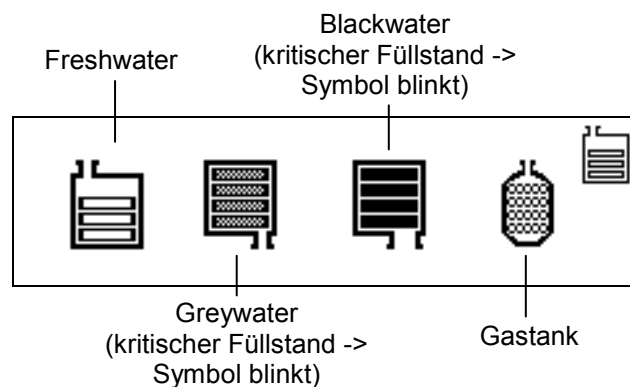 Blackwater
(kritischer Füllstand ->
Symbol blinkt)
Freshwater
Greywater
(kritischer Füllstand ->
Symbol blinkt)
Gastank